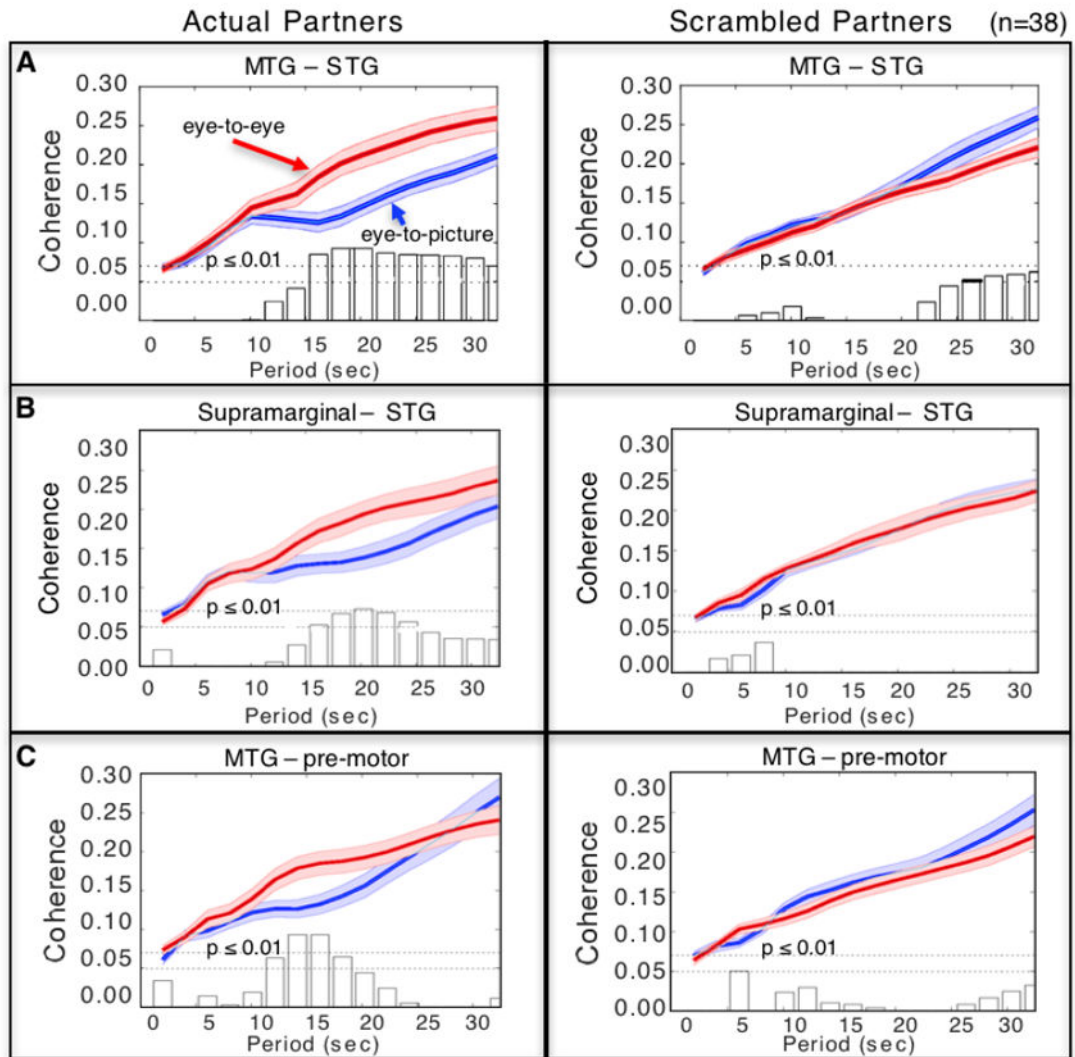 Actual Partners
Scrambled Partners (n=38)
A
MTG – STG
0.30
0.25
0.20
0.15
0.10
0.05
0.00
Coherence
eye-to-eye
eye-to-picture
p ≤ 0.01
0 5 10 15 20 25 30
Period (sec)
MTG – STG
0.30
0.25
0.20
0.15
0.10
0.05
0.00
Coherence
p ≤ 0.01
0 5 10 15 20 25 30
Period (sec)
B
Supramarginal – STG
0.30
0.25
0.20
0.15
0.10
0.05
0.00
Coherence
p ≤ 0.01
0 5 10 15 20 25 30
Period (sec)
Supramarginal – STG
0.30
0.25
0.20
0.15
0.10
0.05
0.00
Coherence
p ≤ 0.01
0 5 10 15 20 25 30
Period (sec)
C
MTG – pre-motor
0.30
0.25
0.20
0.15
0.10
0.05
0.00
Coherence
p ≤ 0.01
0 5 10 15 20 25 30
Period (sec)
MTG – pre-motor
0.30
0.25
0.20
0.15
0.10
0.05
0.00
Coherence
p ≤ 0.01
0 5 10 15 20 25 30
Period (sec)